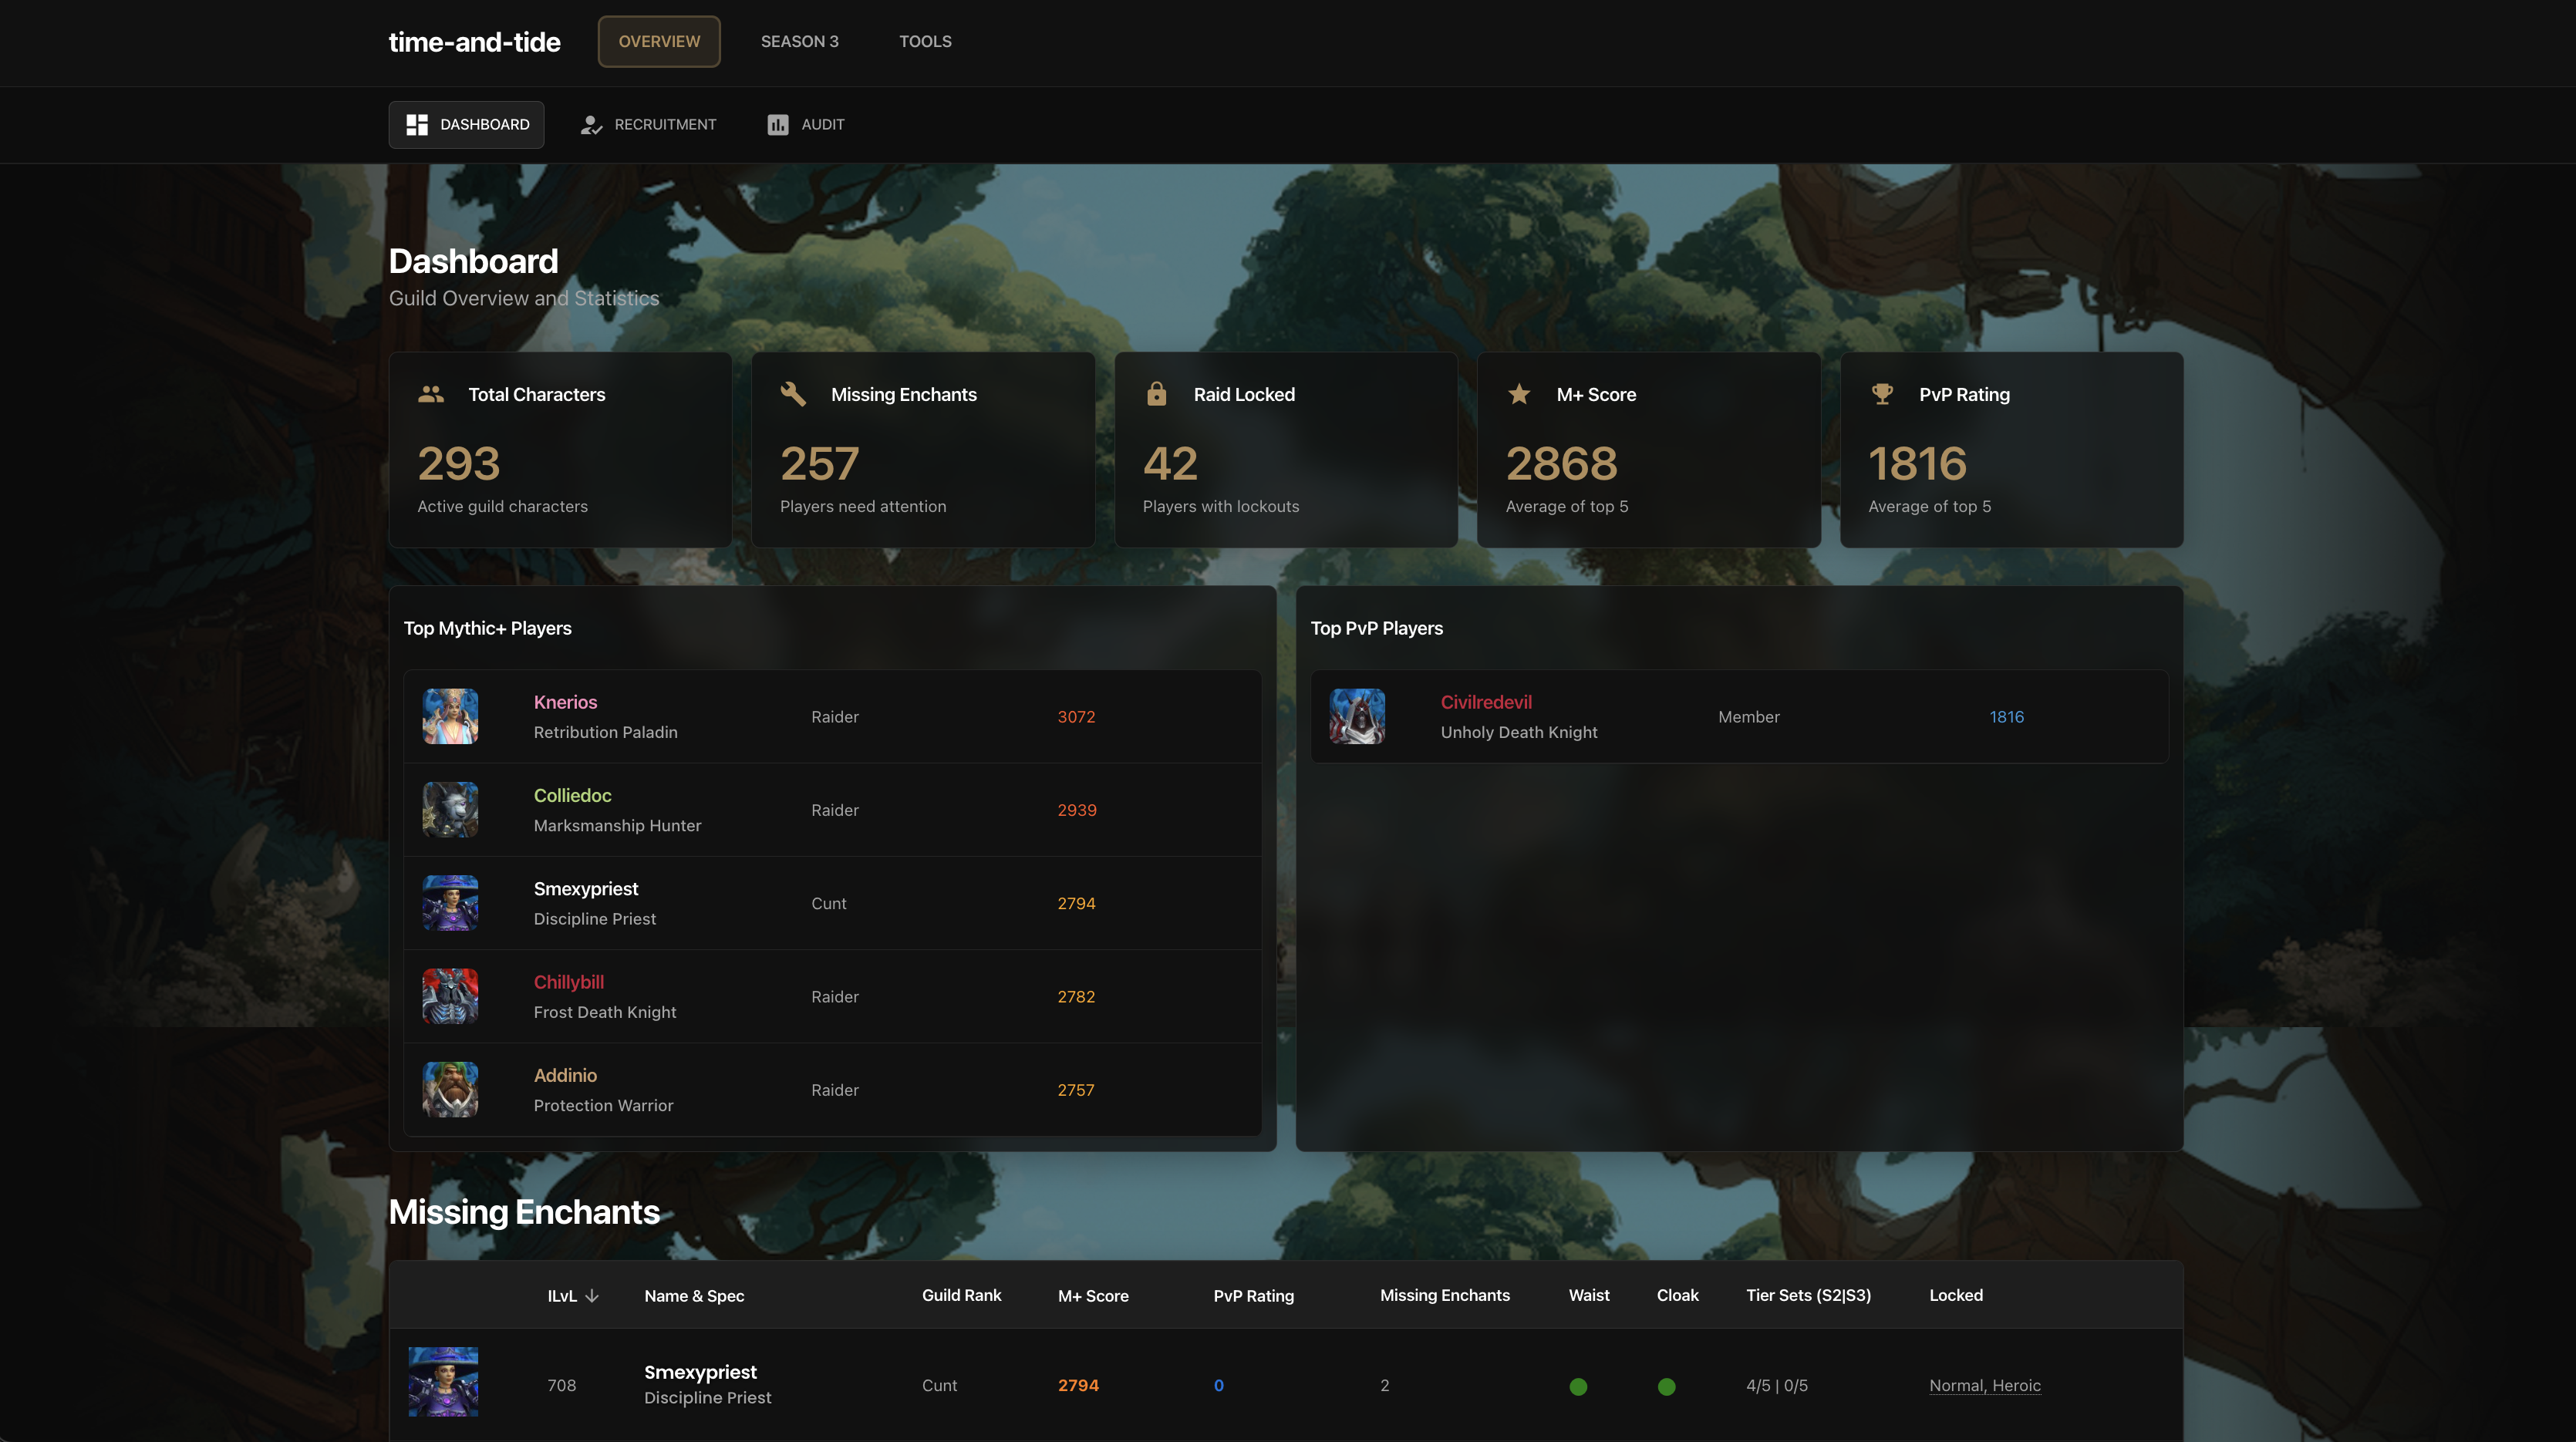 time-and-tide OVERVIEW SEASON 3 TOOLS
DASHBOARD RECRUITMENT AUDIT
Dashboard
Guild Overview and Statistics
Total Characters
293
Active guild characters
Missing Enchants
257
Players need attention
Raid Locked
42
Players with lockouts
M+ Score
2868
Average of top 5
PvP Rating
1816
Average of top 5
Top Mythic+ Players
Knerios
Retribution Paladin
Raider
3072
Colliedoc
Marksmanship Hunter
Raider
2939
Smexypriest
Discipline Priest
Cunt
2794
Chillybill
Frost Death Knight
Raider
2782
Addinio
Protection Warrior
Raider
2757
Top PvP Players
Civilredevil
Unholy Death Knight
Member
1816
Missing Enchants
ILvL Name & Spec Guild Rank M+ Score PvP Rating Missing Enchants Waist Cloak Tier Sets (S2|S3) Locked
708
Smexypriest
Discipline Priest
Cunt
2794
0
2
4/5 | 0/5
Normal, Heroic